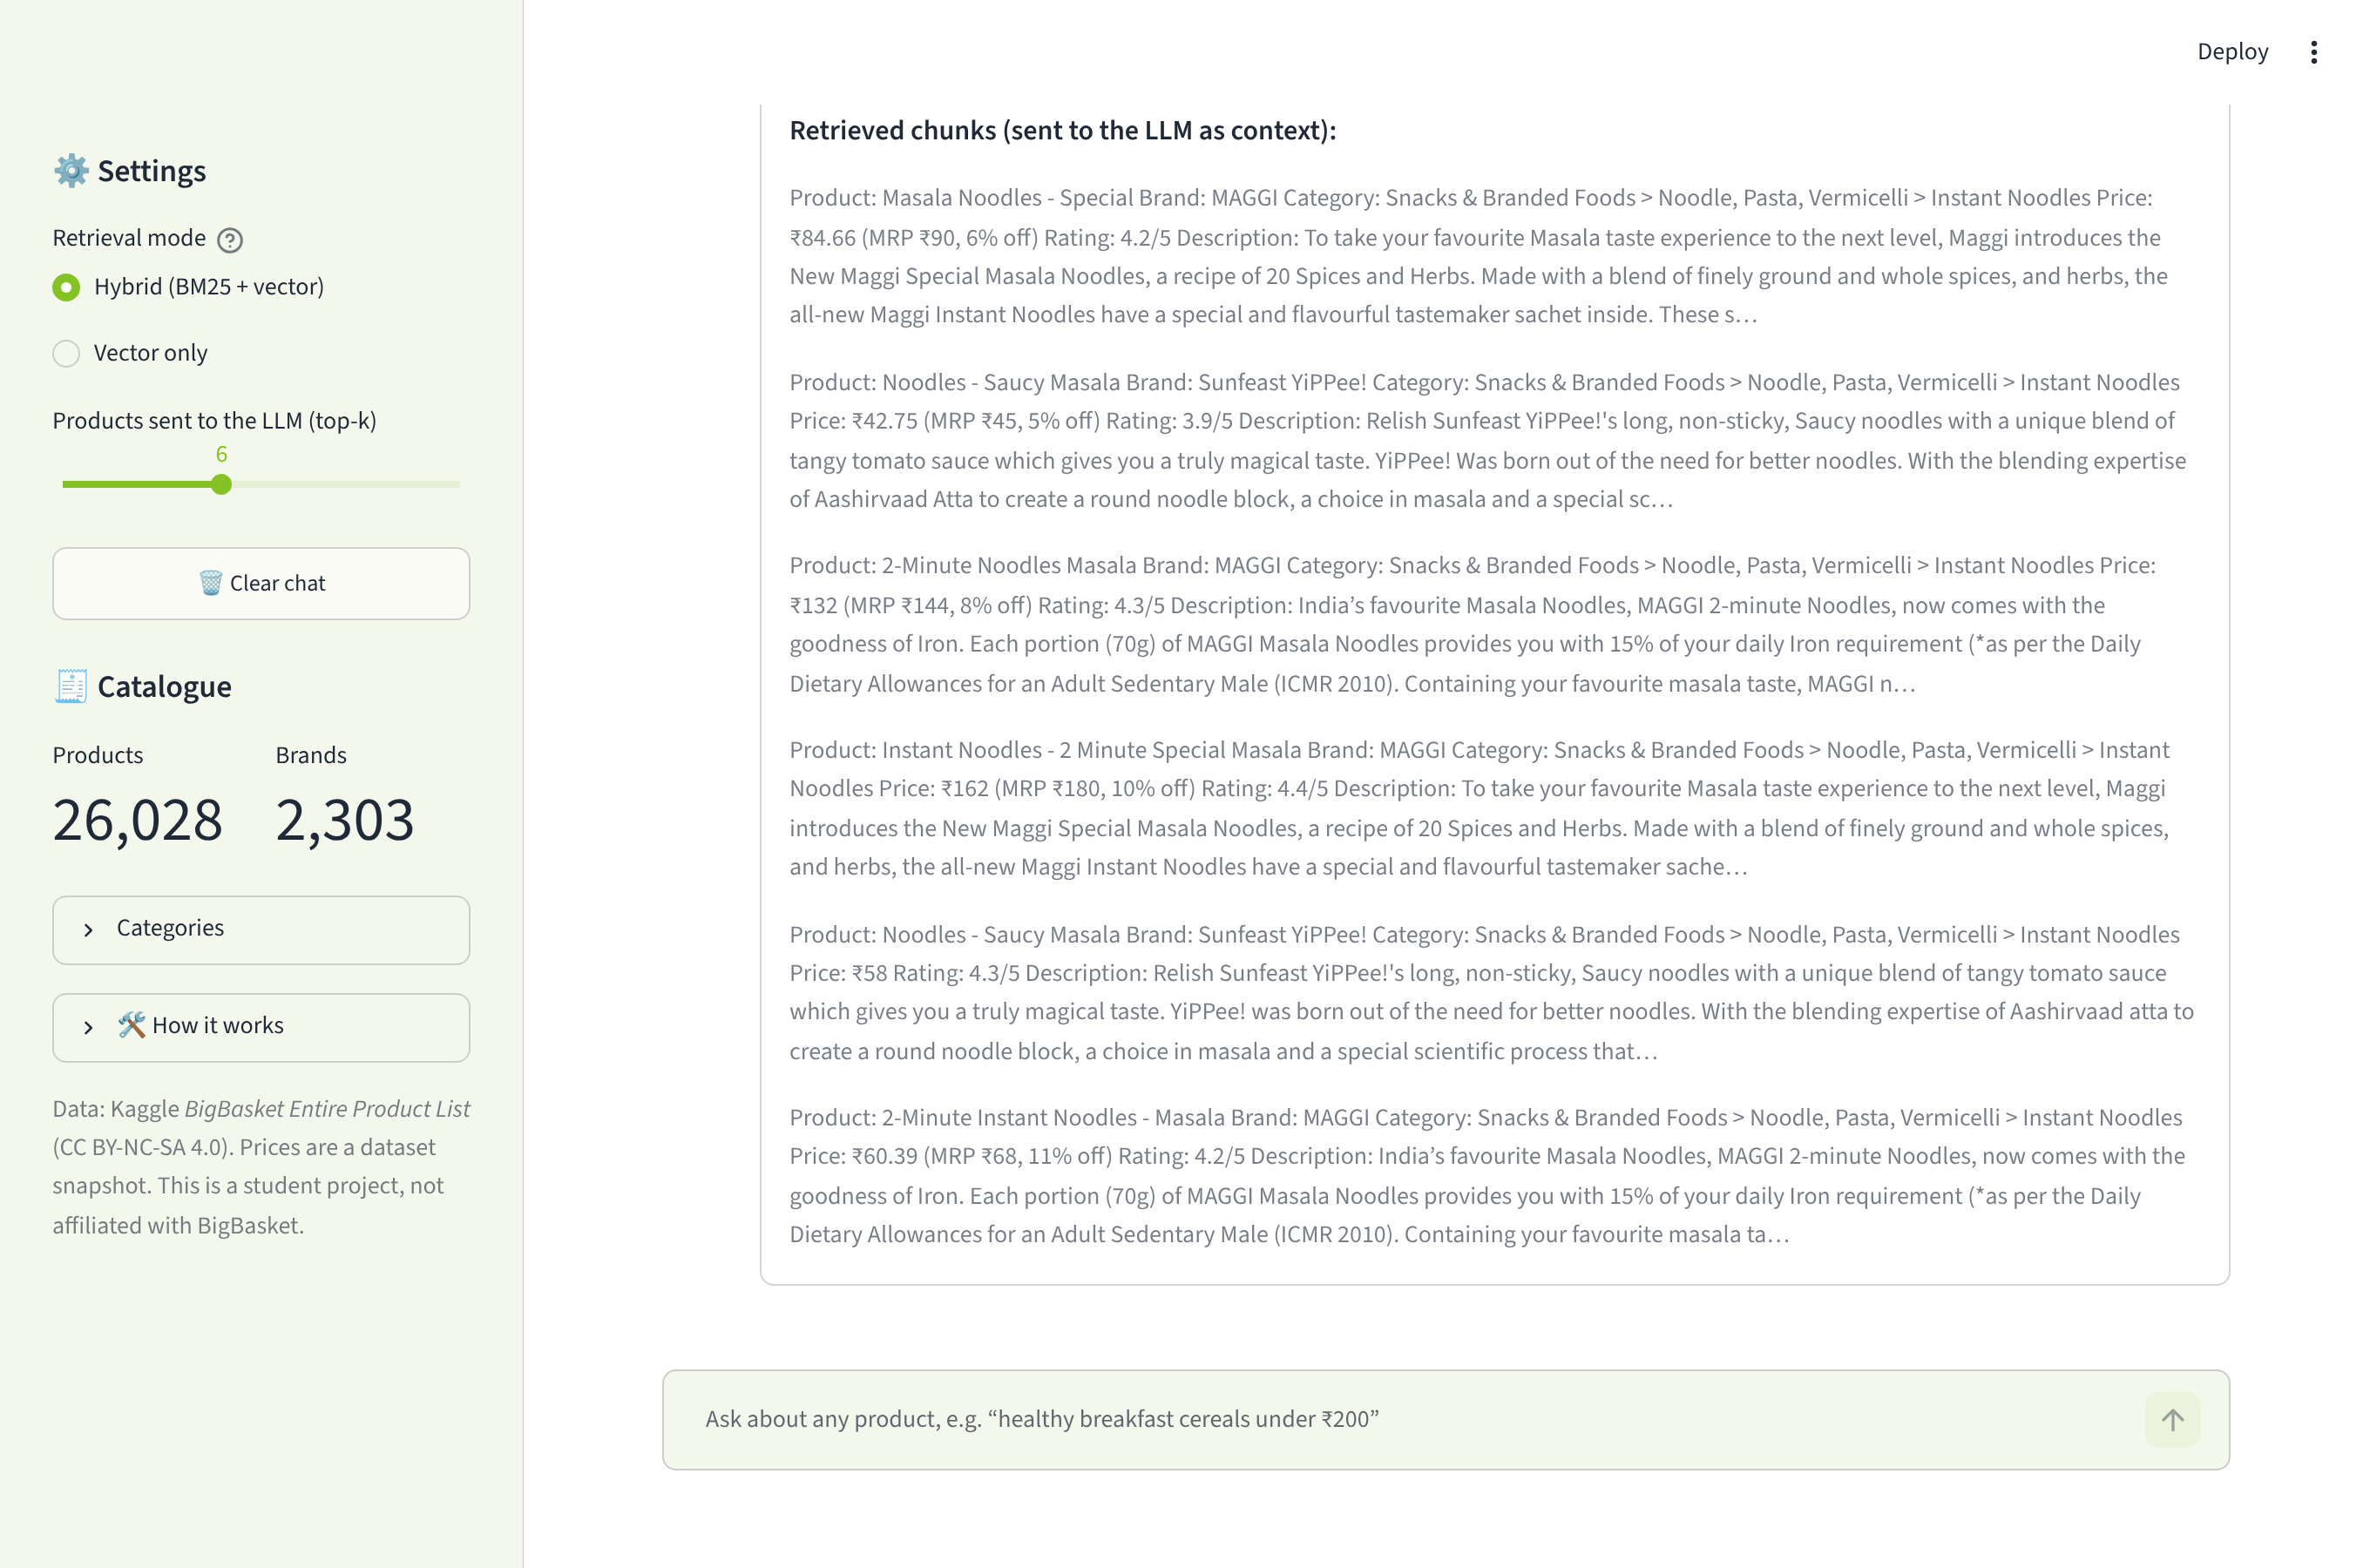 Deploy
⚙️ Settings
Retrieval mode
Hybrid (BM25 + vector)
Vector only
Products sent to the LLM (top-k)
6
🗑️ Clear chat
🧾 Catalogue
Products Brands
26,028 2,303
Categories
🛠️ How it works
Data: Kaggle BigBasket Entire Product List
(CC BY-NC-SA 4.0). Prices are a dataset
snapshot. This is a student project, not
affiliated with BigBasket.
Retrieved chunks (sent to the LLM as context):
Product: Masala Noodles - Special Brand: MAGGI Category: Snacks & Branded Foods > Noodle, Pasta, Vermicelli > Instant Noodles Price:
₹84.66 (MRP ₹90, 6% off) Rating: 4.2/5 Description: To take your favourite Masala taste experience to the next level, Maggi introduces the
New Maggi Special Masala Noodles, a recipe of 20 Spices and Herbs. Made with a blend of finely ground and whole spices, and herbs, the
all-new Maggi Instant Noodles have a special and flavourful tastemaker sachet inside. These s…
Product: Noodles - Saucy Masala Brand: Sunfeast YiPPee! Category: Snacks & Branded Foods > Noodle, Pasta, Vermicelli > Instant Noodles
Price: ₹42.75 (MRP ₹45, 5% off) Rating: 3.9/5 Description: Relish Sunfeast YiPPee!'s long, non-sticky, Saucy noodles with a unique blend of
tangy tomato sauce which gives you a truly magical taste. YiPPee! Was born out of the need for better noodles. With the blending expertise
of Aashirvaad Atta to create a round noodle block, a choice in masala and a special sc…
Product: 2-Minute Noodles Masala Brand: MAGGI Category: Snacks & Branded Foods > Noodle, Pasta, Vermicelli > Instant Noodles Price:
₹132 (MRP ₹144, 8% off) Rating: 4.3/5 Description: India’s favourite Masala Noodles, MAGGI 2-minute Noodles, now comes with the
goodness of Iron. Each portion (70g) of MAGGI Masala Noodles provides you with 15% of your daily Iron requirement (*as per the Daily
Dietary Allowances for an Adult Sedentary Male (ICMR 2010). Containing your favourite masala taste, MAGGI n…
Product: Instant Noodles - 2 Minute Special Masala Brand: MAGGI Category: Snacks & Branded Foods > Noodle, Pasta, Vermicelli > Instant
Noodles Price: ₹162 (MRP ₹180, 10% off) Rating: 4.4/5 Description: To take your favourite Masala taste experience to the next level, Maggi
introduces the New Maggi Special Masala Noodles, a recipe of 20 Spices and Herbs. Made with a blend of finely ground and whole spices,
and herbs, the all-new Maggi Instant Noodles have a special and flavourful tastemaker sache…
Product: Noodles - Saucy Masala Brand: Sunfeast YiPPee! Category: Snacks & Branded Foods > Noodle, Pasta, Vermicelli > Instant Noodles
Price: ₹58 Rating: 4.3/5 Description: Relish Sunfeast YiPPee!'s long, non-sticky, Saucy noodles with a unique blend of tangy tomato sauce
which gives you a truly magical taste. YiPPee! was born out of the need for better noodles. With the blending expertise of Aashirvaad atta to
create a round noodle block, a choice in masala and a special scientific process that…
Product: 2-Minute Instant Noodles - Masala Brand: MAGGI Category: Snacks & Branded Foods > Noodle, Pasta, Vermicelli > Instant Noodles
Price: ₹60.39 (MRP ₹68, 11% off) Rating: 4.2/5 Description: India’s favourite Masala Noodles, MAGGI 2-minute Noodles, now comes with the
goodness of Iron. Each portion (70g) of MAGGI Masala Noodles provides you with 15% of your daily Iron requirement (*as per the Daily
Dietary Allowances for an Adult Sedentary Male (ICMR 2010). Containing your favourite masala ta…
Ask about any product, e.g. “healthy breakfast cereals under ₹200”